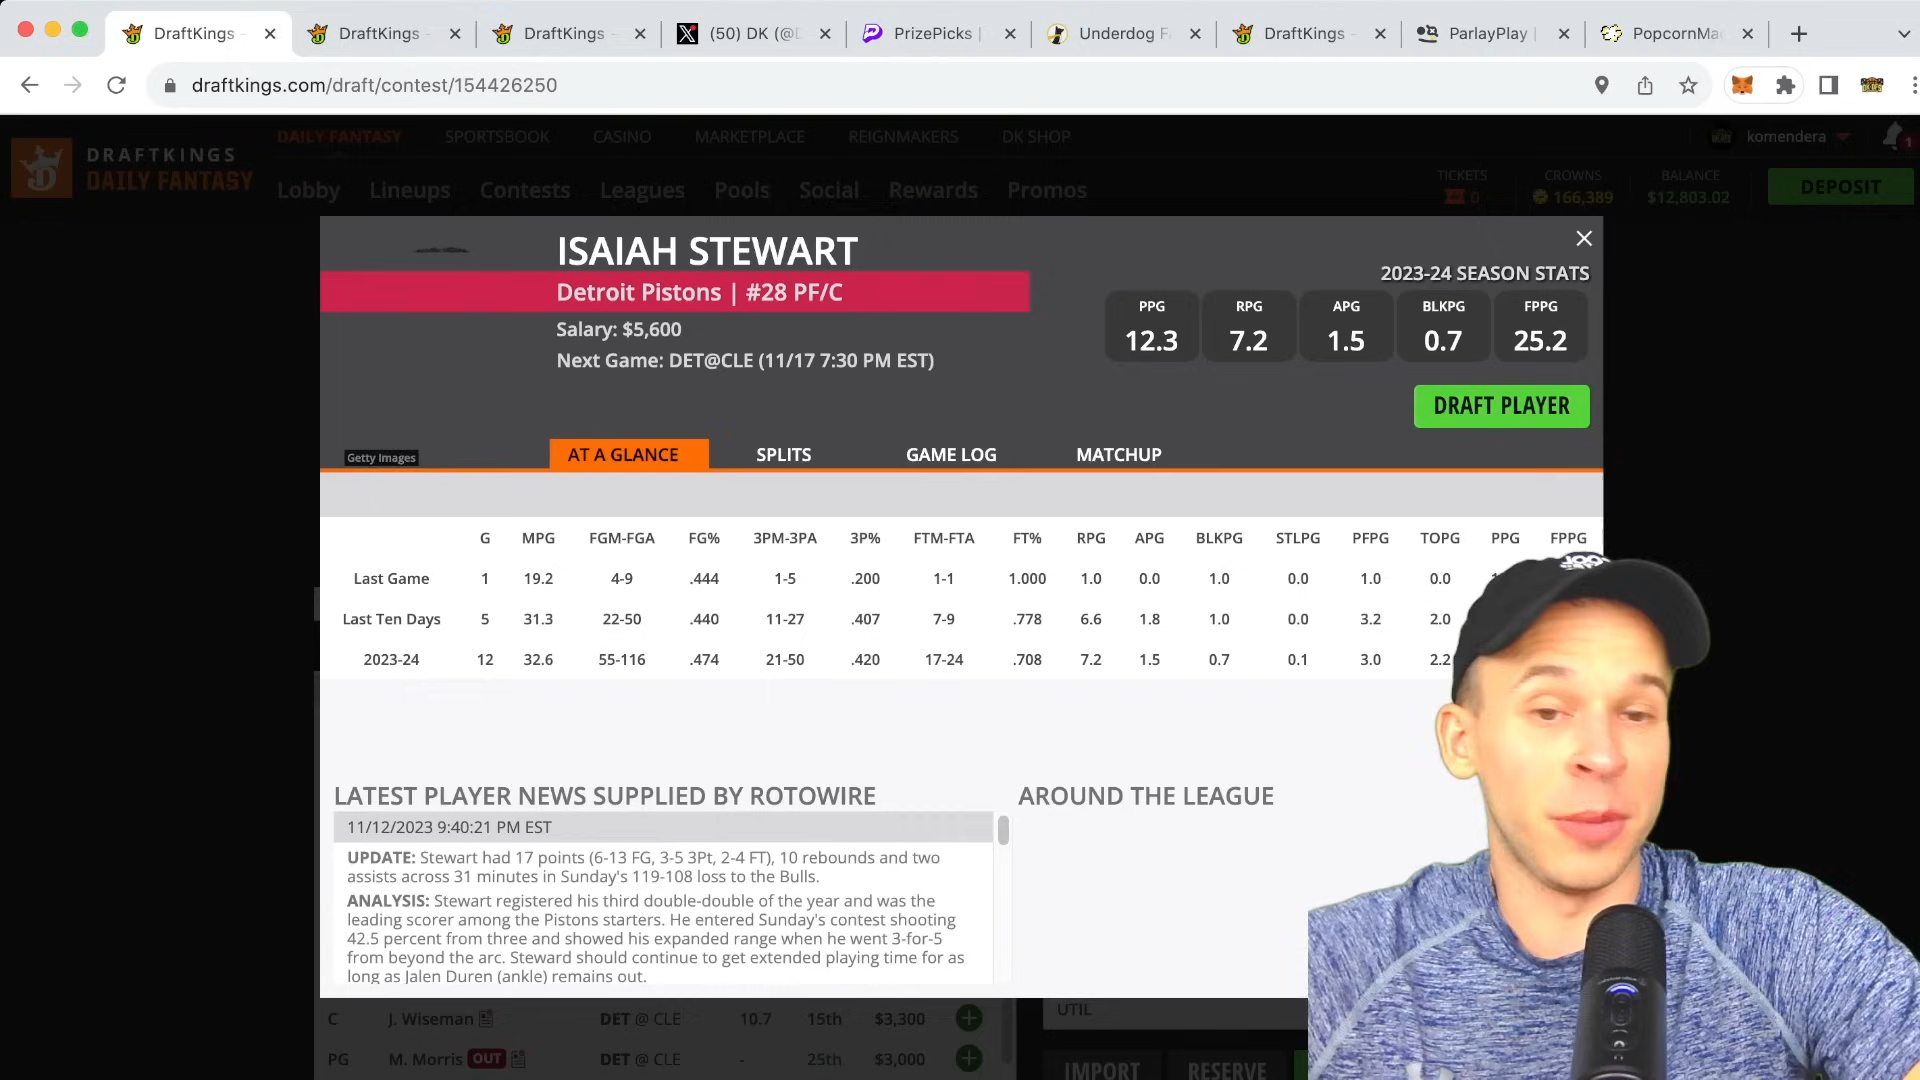 DraftKings -
DraftKings -
DraftKings -
(50) DK (@D
PrizePicks |
Underdog F
DraftKings -
ParlayPlay |
PopcornMa
draftkings.com/draft/contest/154426250
DRAFTKINGS
DAILY FANTASY
DAILY FANTASY SPORTSBOOK CASINO MARKETPLACE REIGNMAKERS DK SHOP
komendera
1
Lobby Lineups Contests Leagues Pools Social Rewards Promos
TICKETS
0
CROWNS
166,389
BALANCE
$12,803.02
DEPOSIT
ISAIAH STEWART
Detroit Pistons | #28 PF/C
Salary: $5,600
Next Game: DET@CLE (11/17 7:30 PM EST)
2023-24 SEASON STATS
PPG RPG APG BLKPG FPPG
12.3 7.2 1.5 0.7 25.2
DRAFT PLAYER
Getty Images
AT A GLANCE SPLITS GAME LOG MATCHUP
G MPG FGM-FGA FG% 3PM-3PA 3P% FTM-FTA FT% RPG APG BLKPG STLPG PFPG TOPG PPG FPPG
Last Game 1 19.2 4-9 .444 1-5 .200 1-1 1.000 1.0 0.0 1.0 0.0 1.0 0.0
Last Ten Days 5 31.3 22-50 .440 11-27 .407 7-9 .778 6.6 1.8 1.0 0.0 3.2 2.0
2023-24 12 32.6 55-116 .474 21-50 .420 17-24 .708 7.2 1.5 0.7 0.1 3.0 2.2
LATEST PLAYER NEWS SUPPLIED BY ROTOWIRE
11/12/2023 9:40:21 PM EST
UPDATE: Stewart had 17 points (6-13 FG, 3-5 3Pt, 2-4 FT), 10 rebounds and two
assists across 31 minutes in Sunday's 119-108 loss to the Bulls.
ANALYSIS: Stewart registered his third double-double of the year and was the
leading scorer among the Pistons starters. He entered Sunday's contest shooting
42.5 percent from three and showed his expanded range when he went 3-for-5
from beyond the arc. Steward should continue to get extended playing time for as
long as Jalen Duren (ankle) remains out.
AROUND THE LEAGUE
C J. Wiseman DET @ CLE 10.7 15th $3,300
PG M. Morris OUT DET @ CLE - 25th $3,000
UTIL
IMPORT RESERVE